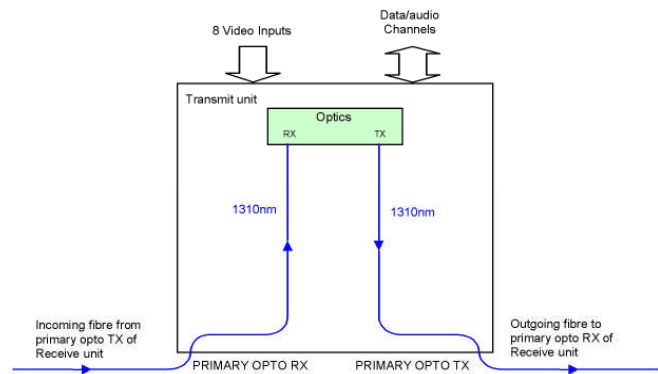 8 Video Inputs
Data/audio
Channels
Transmit unit
Optics
RX
TX
1310nm
1310nm
Incoming fibre from
primary opto TX of
Receive unit
Outgoing fibre to
primary opto RX of
Receive unit
PRIMARY OPTO RX
PRIMARY OPTO TX